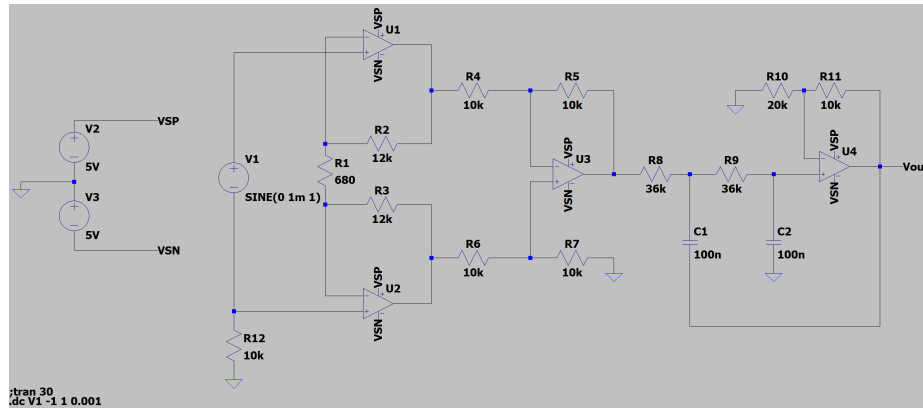 VSP
U1
VSN
R4
10k
R5
10k
R10
20k
R11
10k
VSP
V2
5V
R2
12k
V1
SINE(0 1m 1)
R1
680
VSP
U3
VSN
VSP
U4
VSN
Vou
R8
36k
R9
36k
V3
5V
R3
12k
VSN
C1
100n
C2
100n
R6
10k
R7
10k
VSP
U2
VSN
R12
10k
;tran 30
.dc V1 -1 1 0.001